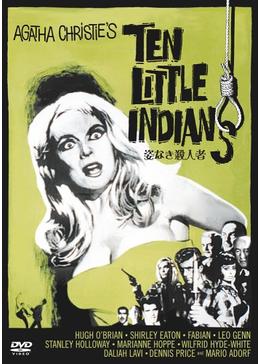 AGATHA CHRISTIE'S
TEN
LITTLE
INDIANS
姿なき殺人者
HUGH O'BRIAN • SHIRLEY EATON • FABIAN • LEO GENN
STANLEY HOLLOWAY • MARIANNE HOPPE • WILFRID HYDE-WHITE
DALIAH LAVI • DENNIS PRICE AND MARIO ADORF
DVD
VIDEO